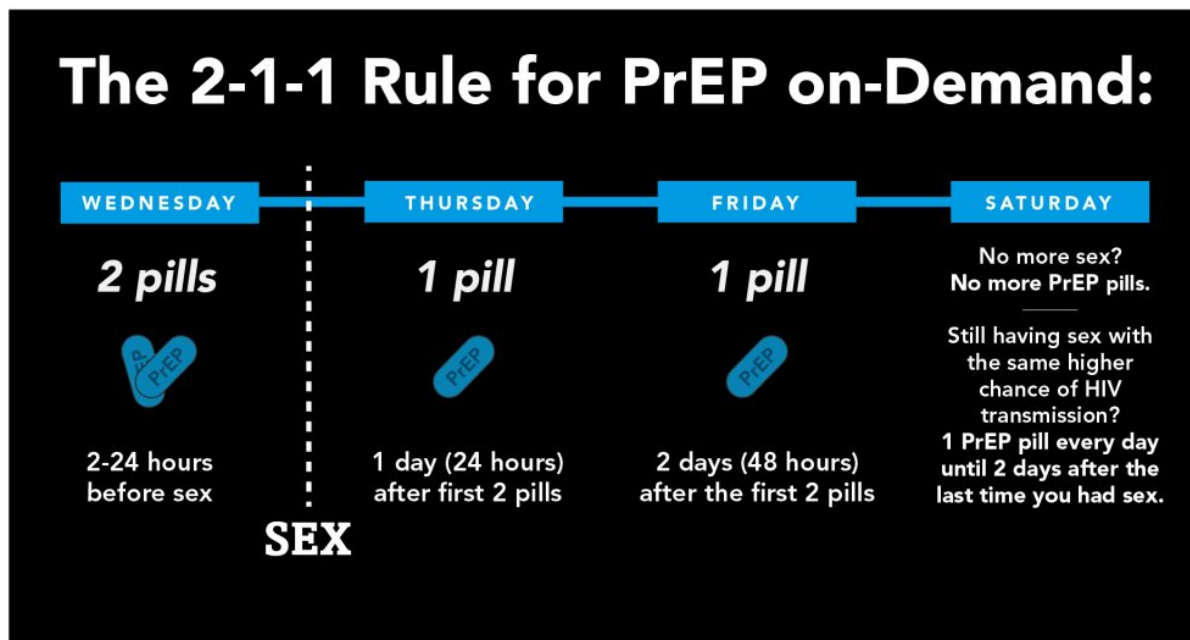 The 2-1-1 Rule for PrEP on-Demand:
WEDNESDAY
THURSDAY
FRIDAY
SATURDAY
2 pills
1 pill
1 pill
No more sex?
No more PrEP pills.
PrEP
PrEP
PrEP
Still having sex with
the same higher
chance of HIV
transmission?
1 PrEP pill every day
until 2 days after the
last time you had sex.
2-24 hours
before sex
1 day (24 hours)
after first 2 pills
2 days (48 hours)
after the first 2 pills
SEX